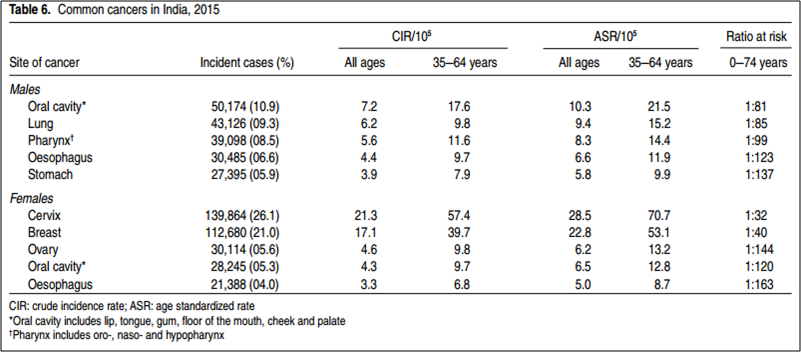 Table 6. Common cancers in India, 2015
CIR/10⁵ ASR/10⁵ Ratio at risk
Site of cancer Incident cases (%) All ages 35–64 years All ages 35–64 years 0–74 years
Males
Oral cavity* 50,174 (10.9) 7.2 17.6 10.3 21.5 1:81
Lung 43,126 (09.3) 6.2 9.8 9.4 15.2 1:85
Pharynx† 39,098 (08.5) 5.6 11.6 8.3 14.4 1:99
Oesophagus 30,485 (06.6) 4.4 9.7 6.6 11.9 1:123
Stomach 27,395 (05.9) 3.9 7.9 5.8 9.9 1:137
Females
Cervix 139,864 (26.1) 21.3 57.4 28.5 70.7 1:32
Breast 112,680 (21.0) 17.1 39.7 22.8 53.1 1:40
Ovary 30,114 (05.6) 4.6 9.8 6.2 13.2 1:144
Oral cavity* 28,245 (05.3) 4.3 9.7 6.5 12.8 1:120
Oesophagus 21,388 (04.0) 3.3 6.8 5.0 8.7 1:163
CIR: crude incidence rate; ASR: age standardized rate
*Oral cavity includes lip, tongue, gum, floor of the mouth, cheek and palate
†Pharynx includes oro-, naso- and hypopharynx